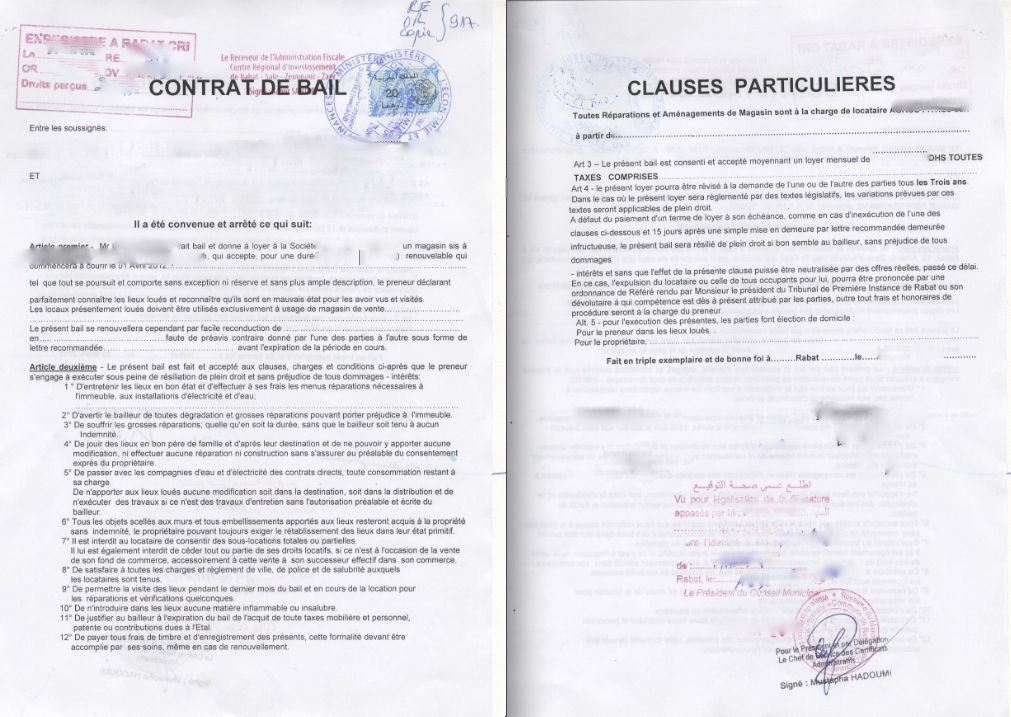 RE
OR
Copie
} 917
ENREGISTRE A RABAT CRI
OR
Droits perçus
Le Receveur de l'Administration Fiscale
Centre Régional d'Investissement
de Rabat - Salé - Zemmour - Zaer
CONTRAT DE BAIL
20
Entre les soussignés:
ET
Il a été convenue et arrêté ce qui suit:
Article premier - Mr ait bail et donne à loyer à la Société un magasin sis à
, qui accepte, pour une duré ) renouvelable qui
commencera à courir le 01 Avril 2012
tel que tout se poursuit et comporte sans exception ni réserve et sans plus ample description, le preneur déclarant
parfaitement connaître les lieux loués et reconnaître qu'ils sont en mauvais état pour les avoir vus et visités.
Les locaux présentement loués doivent être utilisés exclusivement à usage de magasin de vente
Le présent bail se renouvellera cependant par facile reconduction de
en faute de préavis contraire donné par l'une des parties à l'autre sous forme de
lettre recommandée avant l'expiration de la période en cours.
Article deuxième - Le présent bail est fait et accepté aux clauses, charges et conditions ci-après que le preneur
s'engage à exécuter sous peine de résiliation de plein droit et sans préjudice de tous dommages - intérêts:
1 ° D'entretenir les lieux en bon état et d'effectuer à ses frais les menus réparations nécessaires à
l'immeuble, aux installations d'électricité et d'eau;
2° D'avertir le bailleur de toutes dégradation et grosses réparations pouvant porter préjudice à l'immeuble.
3° De souffrir les grosses réparations; quelle qu'en soit la durée, sans que le bailleur soit tenu à aucun
Indemnité.
4° De jouir des lieux en bon père de famille et d'après leur destination et de ne pouvoir y apporter aucune
modification, ni effectuer aucune réparation ni construction sans s'assurer au préalable du consentement
exprès du propriétaire.
5° De passer avec les compagnies d'eau et d'électricité des contrats directs, toute consommation restant à
sa charge.
De n'apporter aux lieux loués aucune modification soit dans la destination, soit dans la distribution et de
n'exécuter des travaux si ce n'est des travaux d'entretien sans l'autorisation préalable et écrite du
bailleur.
6° Tous les objets scellés aux murs et tous embellissements apportés aux lieux resteront acquis à la propriété
sans indemnité, le propriétaire pouvant toujours exiger le rétablissement des lieux dans leur état primitif.
7° Il est interdit au locataire de consentir des sous-locations totales ou partielles.
Il lui est également interdit de céder tout ou partie de ses droits locatifs, si ce n'est à l'occasion de la vente
de son fond de commerce, accessoirement à cette vente à son successeur effectif dans son commerce.
8° De satisfaire à toutes les charges et règlement de ville, de police et de salubrité auxquels
les locataires sont tenus,
9° De permettre la visite des lieux pendant le dernier mois du bail et en cours de la location pour
les réparations et vérifications quelconques.
10° De n'introduire dans les lieux aucune matière inflammable ou insalubre.
11° De justifier au bailleur à l'expiration du bail de l'acquit de toute taxes mobilière et personnel,
patente ou contributions dues à l'Etat.
12° De payer tous frais de timbre et d'enregistrement des présents, cette formalité devant être
accomplie par ses soins, même en cas de renouvellement.
CLAUSES PARTICULIERES
Toutes Réparations et Aménagements de Magasin sont à la charge de locataire
à partir de
Art 3 – Le présent bail est consenti et accepté moyennant un loyer mensuel de DHS TOUTES
TAXES COMPRISES
Art 4 - le présent loyer pourra être révisé à la demande de l'une ou de l'autre des parties tous les Trois ans.
Dans le cas où le présent loyer sera réglementé par des textes législatifs, les variations prévues par ces
textes seront applicables de plein droit.
A défaut du paiement d'un terme de loyer à son échéance, comme en cas d'inexécution de l'une des
clauses ci-dessous et 15 jours après une simple mise en demeure par lettre recommandée demeurée
infructueuse, le présent bail sera résilié de plein droit si bon semble au bailleur, sans préjudice de tous
dommages
- intérêts et sans que l'effet de la présente clause puisse être neutralisée par des offres réelles, passé ce délai.
En ce cas, l'expulsion du locataire ou celle de tous occupants pour lui, pourra être prononcée par une
ordonnance de Référé rendu par Monsieur le président du Tribunal de Première Instance de Rabat ou son
dévolutaire à qui compétence est dès à présent attribué par les parties, outre tout frais et honoraires de
procédure seront à la charge du preneur.
Alt. 5 - pour l'exécution des présentes, les parties font élection de domicile :
Pour le preneur dans les lieux loués.
Pour le propriétaire,
Fait en triple exemplaire et de bonne foi à.........Rabat ............le......
اطلع على صحة التوقيع
Vu pour légalisation de la Signature
apposés par Mr
ont l'identité
de :
Rabat, le:
Le Président du Conseil Municipal
Pour le Président et par Délégation
Le Chef de Service des Certificats
Administratifs
Signé : Mustapha HADOUMI